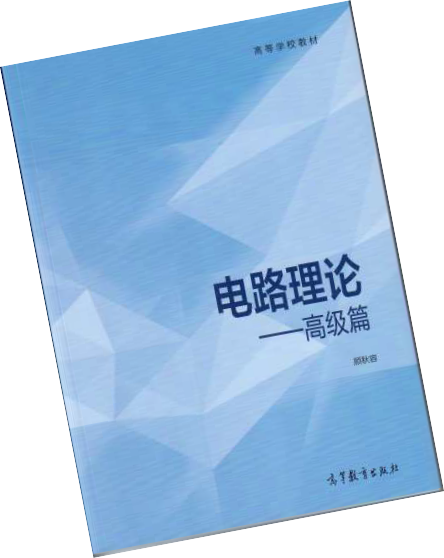 高等学校教材
电路理论
——高级篇
颜秋容
高等教育出版社